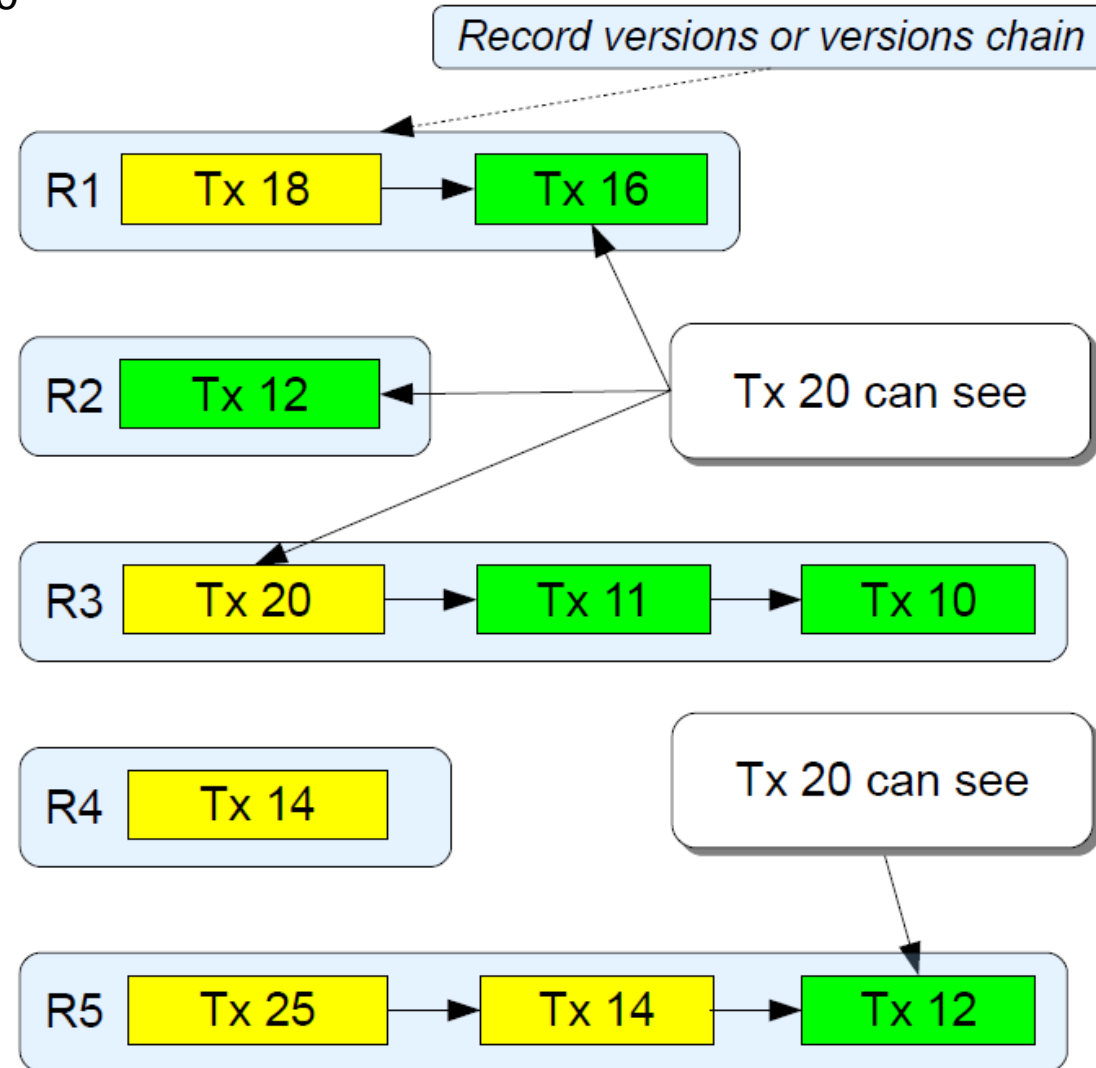 Record versions or versions chain
R1 Tx 18 Tx 16
R2 Tx 12 Tx 20 can see
R3 Tx 20 Tx 11 Tx 10
R4 Tx 14 Tx 20 can see
R5 Tx 25 Tx 14 Tx 12